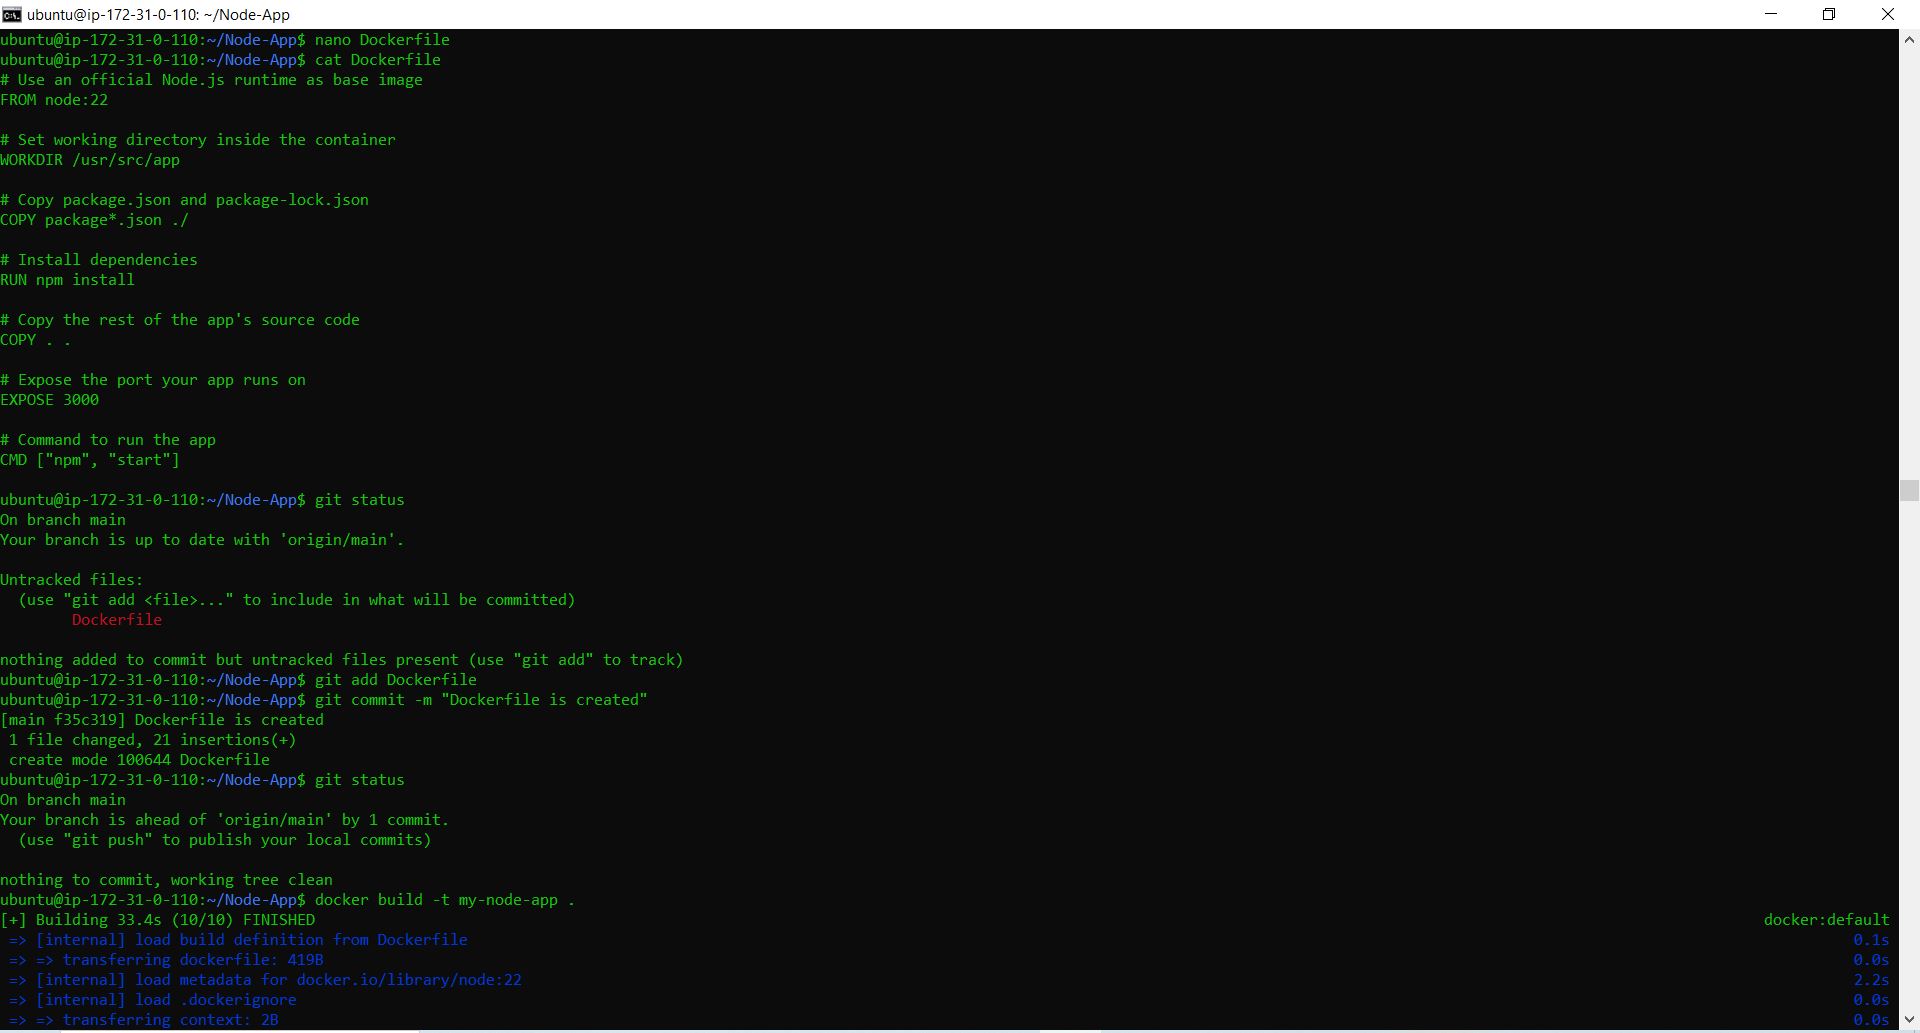 ubuntu@ip-172-31-0-110: ~/Node-App
ubuntu@ip-172-31-0-110:~/Node-App$ nano Dockerfile
ubuntu@ip-172-31-0-110:~/Node-App$ cat Dockerfile
# Use an official Node.js runtime as base image
FROM node:22
# Set working directory inside the container
WORKDIR /usr/src/app
# Copy package.json and package-lock.json
COPY package*.json ./
# Install dependencies
RUN npm install
# Copy the rest of the app's source code
COPY . .
# Expose the port your app runs on
EXPOSE 3000
# Command to run the app
CMD ["npm", "start"]
ubuntu@ip-172-31-0-110:~/Node-App$ git status
On branch main
Your branch is up to date with 'origin/main'.
Untracked files:
  (use "git add <file>..." to include in what will be committed)
        Dockerfile
nothing added to commit but untracked files present (use "git add" to track)
ubuntu@ip-172-31-0-110:~/Node-App$ git add Dockerfile
ubuntu@ip-172-31-0-110:~/Node-App$ git commit -m "Dockerfile is created"
[main f35c319] Dockerfile is created
 1 file changed, 21 insertions(+)
 create mode 100644 Dockerfile
ubuntu@ip-172-31-0-110:~/Node-App$ git status
On branch main
Your branch is ahead of 'origin/main' by 1 commit.
  (use "git push" to publish your local commits)
nothing to commit, working tree clean
ubuntu@ip-172-31-0-110:~/Node-App$ docker build -t my-node-app .
[+] Building 33.4s (10/10) FINISHED docker:default
 => [internal] load build definition from Dockerfile 0.1s
 => => transferring dockerfile: 419B 0.0s
 => [internal] load metadata for docker.io/library/node:22 2.2s
 => [internal] load .dockerignore 0.0s
 => => transferring context: 2B 0.0s